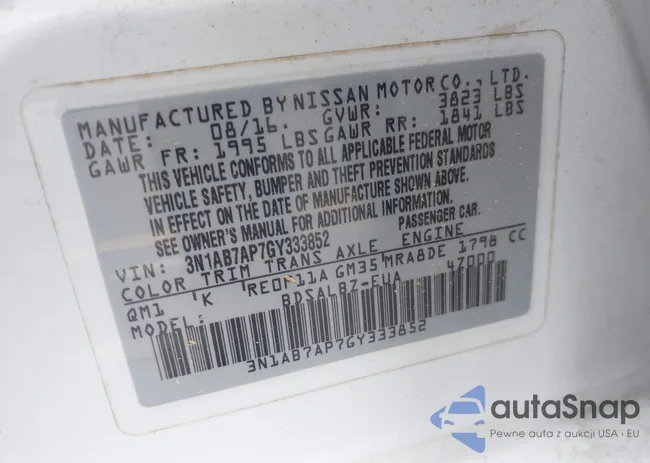 MANUFACTURED BY NISSAN MOTOR CO., LTD.
DATE: 08/16. GVWR: 3823 LBS
GAWR FR: 1995 LBS GAWR RR: 1841 LBS
THIS VEHICLE CONFORMS TO ALL APPLICABLE FEDERAL MOTOR
VEHICLE SAFETY, BUMPER AND THEFT PREVENTION STANDARDS
IN EFFECT ON THE DATE OF MANUFACTURE SHOWN ABOVE.
SEE OWNER'S MANUAL FOR ADDITIONAL INFORMATION.
VIN: 3N1AB7AP7GY333852 PASSENGER CAR.
COLOR TRIM TRANS AXLE ENGINE
QM1 K RE0F11A GM35 MRA8DE 1798 CC
MODEL: BDSALBZ-EUA 4Z000
3N1AB7AP7GY333852
autaSnap
Pewne auta z aukcji USA i EU